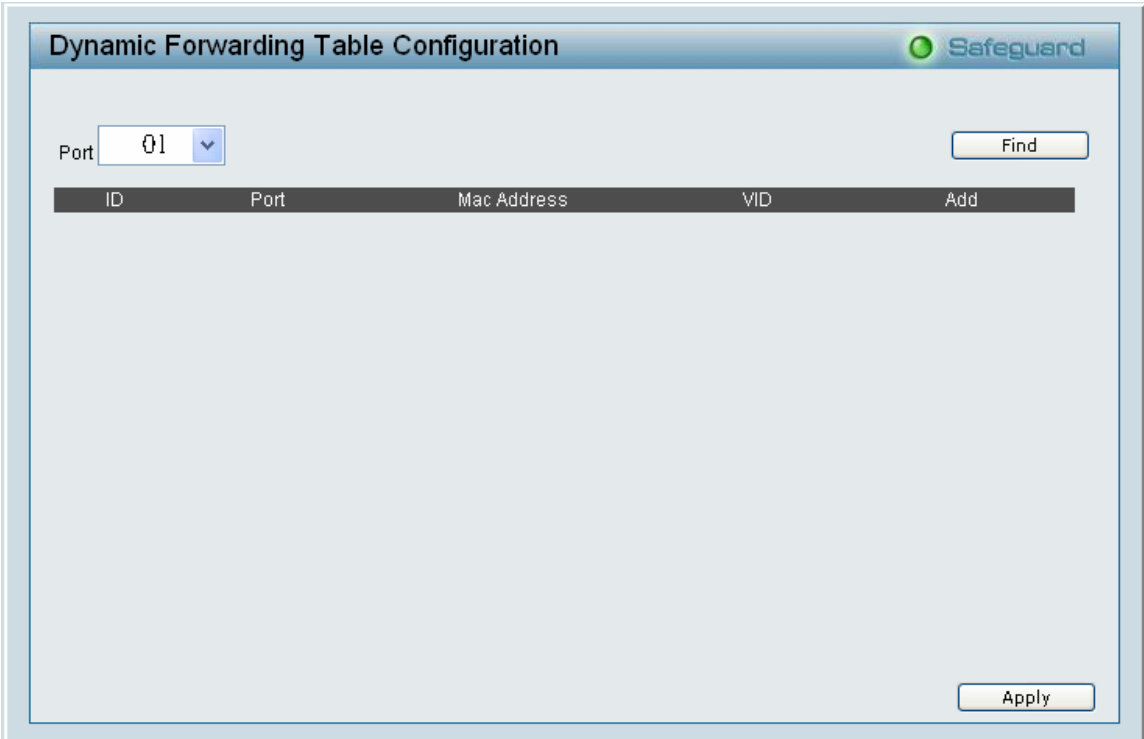 Dynamic Forwarding Table Configuration Safeguard
Port 01 Find
ID Port Mac Address VID Add
Apply